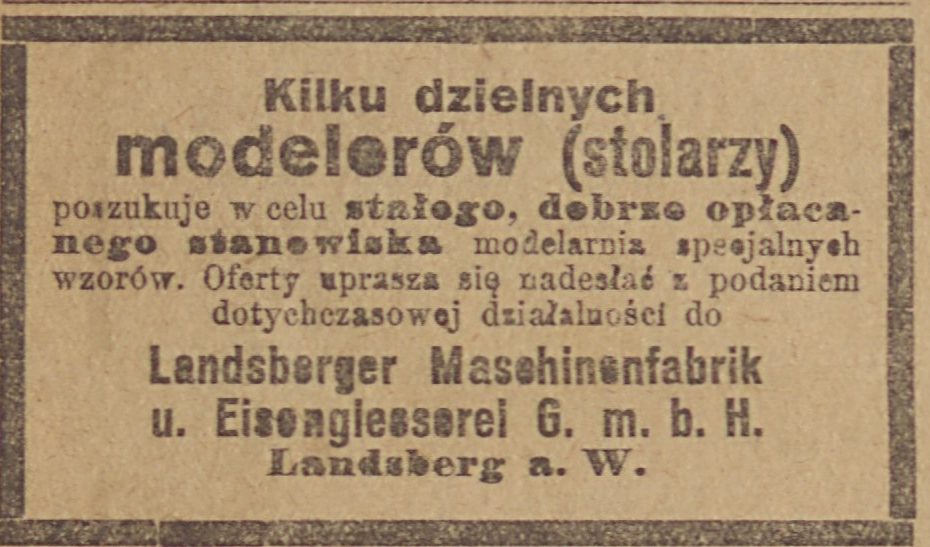 Kilku dzielnych
modelerów (stolarzy)
poszukuje w celu stałego, dobrze opłaca-
nego stanowiska modelarnia specjalnych
wzorów. Oferty uprasza się nadesłać z podaniem
dotychczasowej działalności do
Landsberger Maschinenfabrik
u. Eisengiesserei G. m. b. H.
Landsberg a. W.